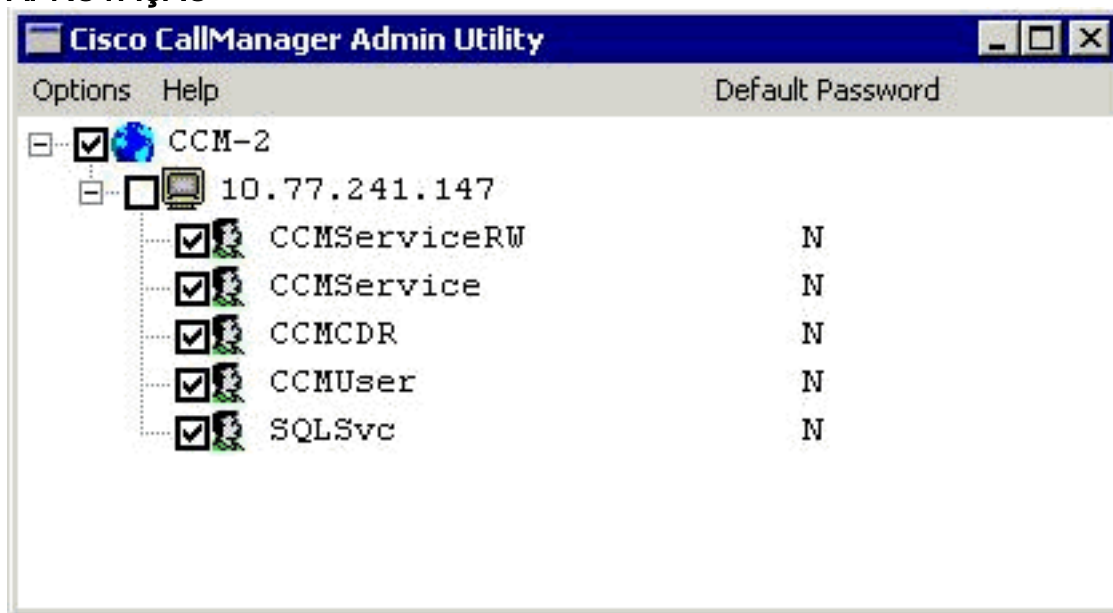 Cisco CallManager Admin Utility
Options Help Default Password
CCM-2
10.77.241.147
CCMServiceRW N
CCMService N
CCMCDR N
CCMUser N
SQLSvc N